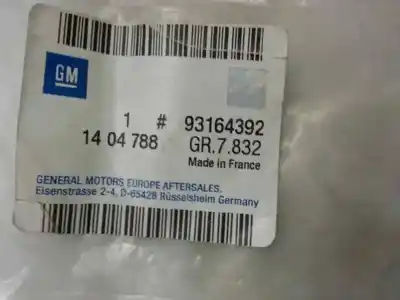 GM
1 # 93164392
14 04 788 GR.7.832
Made in France
GENERAL MOTORS EUROPE AFTERSALES.
Eisenstrasse 2-4, D-65428 Rüsselsheim Germany